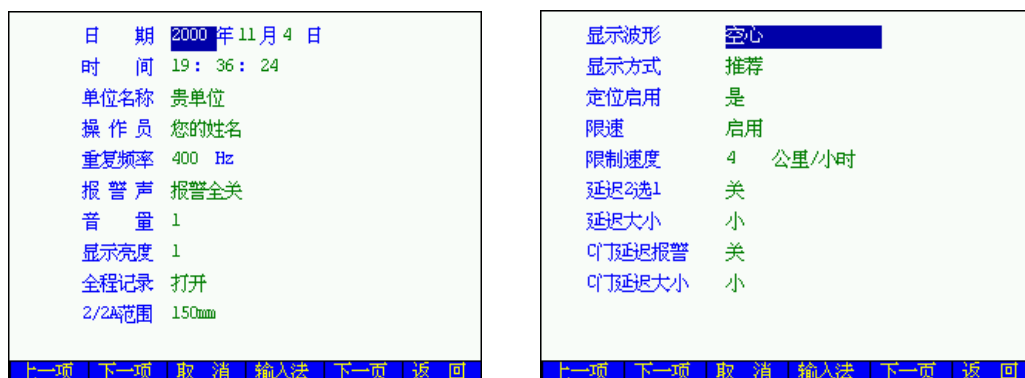 日 期 2000 年 11 月 4 日
时 间 19： 36： 24
单位名称 贵单位
操 作 员 您的姓名
重复频率 400 Hz
报 警 声 报警全关
音 量 1
显示亮度 1
全程记录 打开
2/2A范围 150mm
上一项 下一项 取 消 输入法 下一页 返 回
显示波形 空心
显示方式 推荐
定位启用 是
限速 启用
限制速度 4 公里/小时
延迟2选1 关
延迟大小 小
C门延迟报警 关
C门延迟大小 小
上一项 下一项 取 消 输入法 下一页 返 回